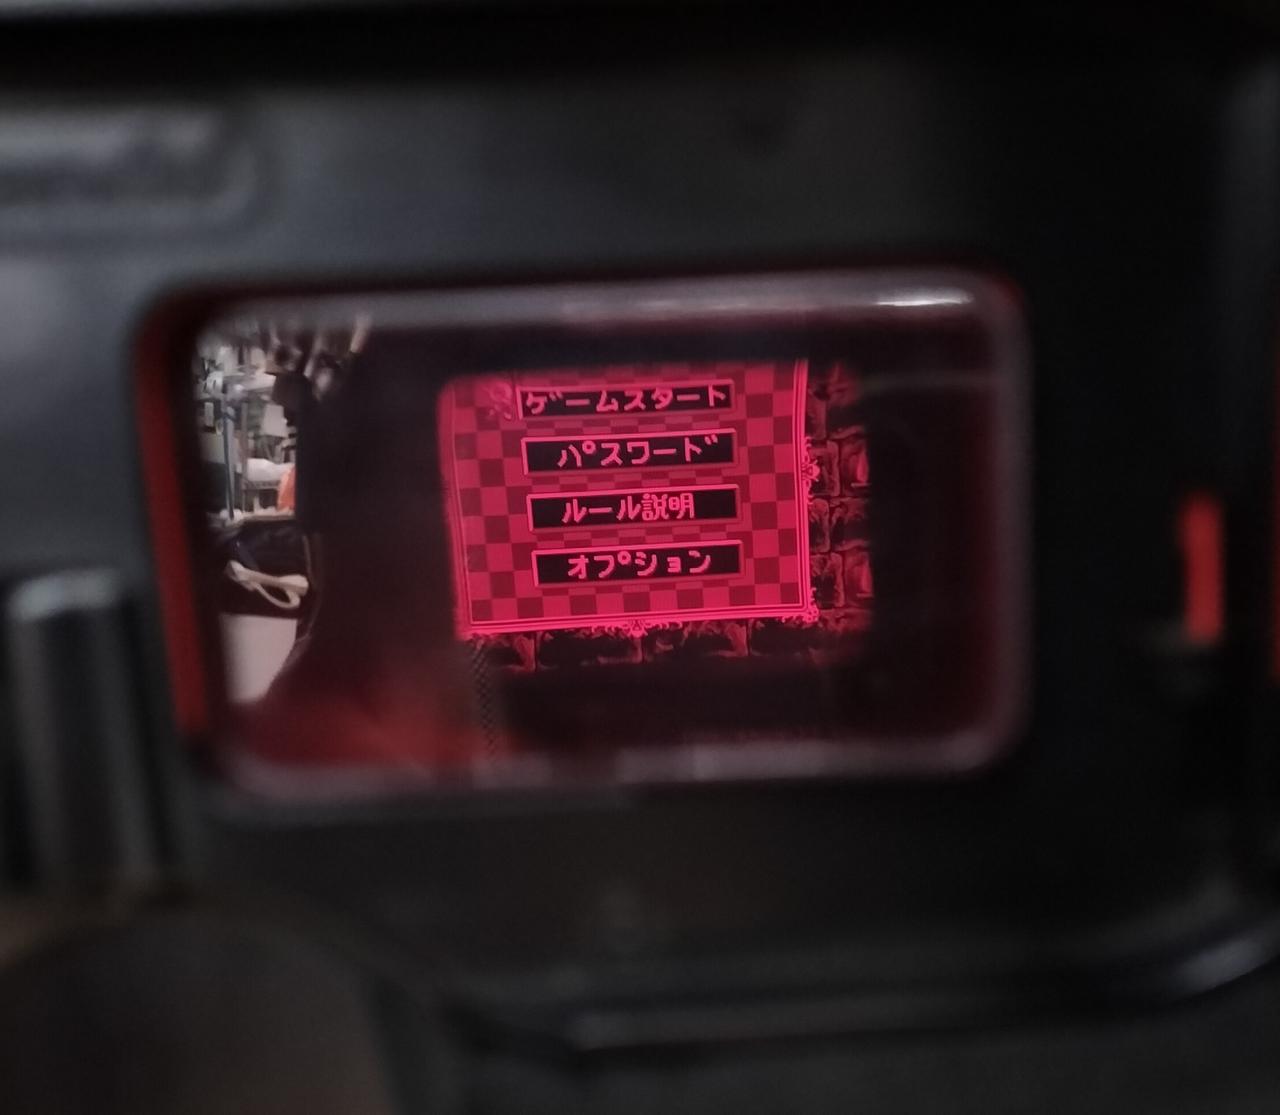 ゲームスタート
パスワード
ルール説明
オプション